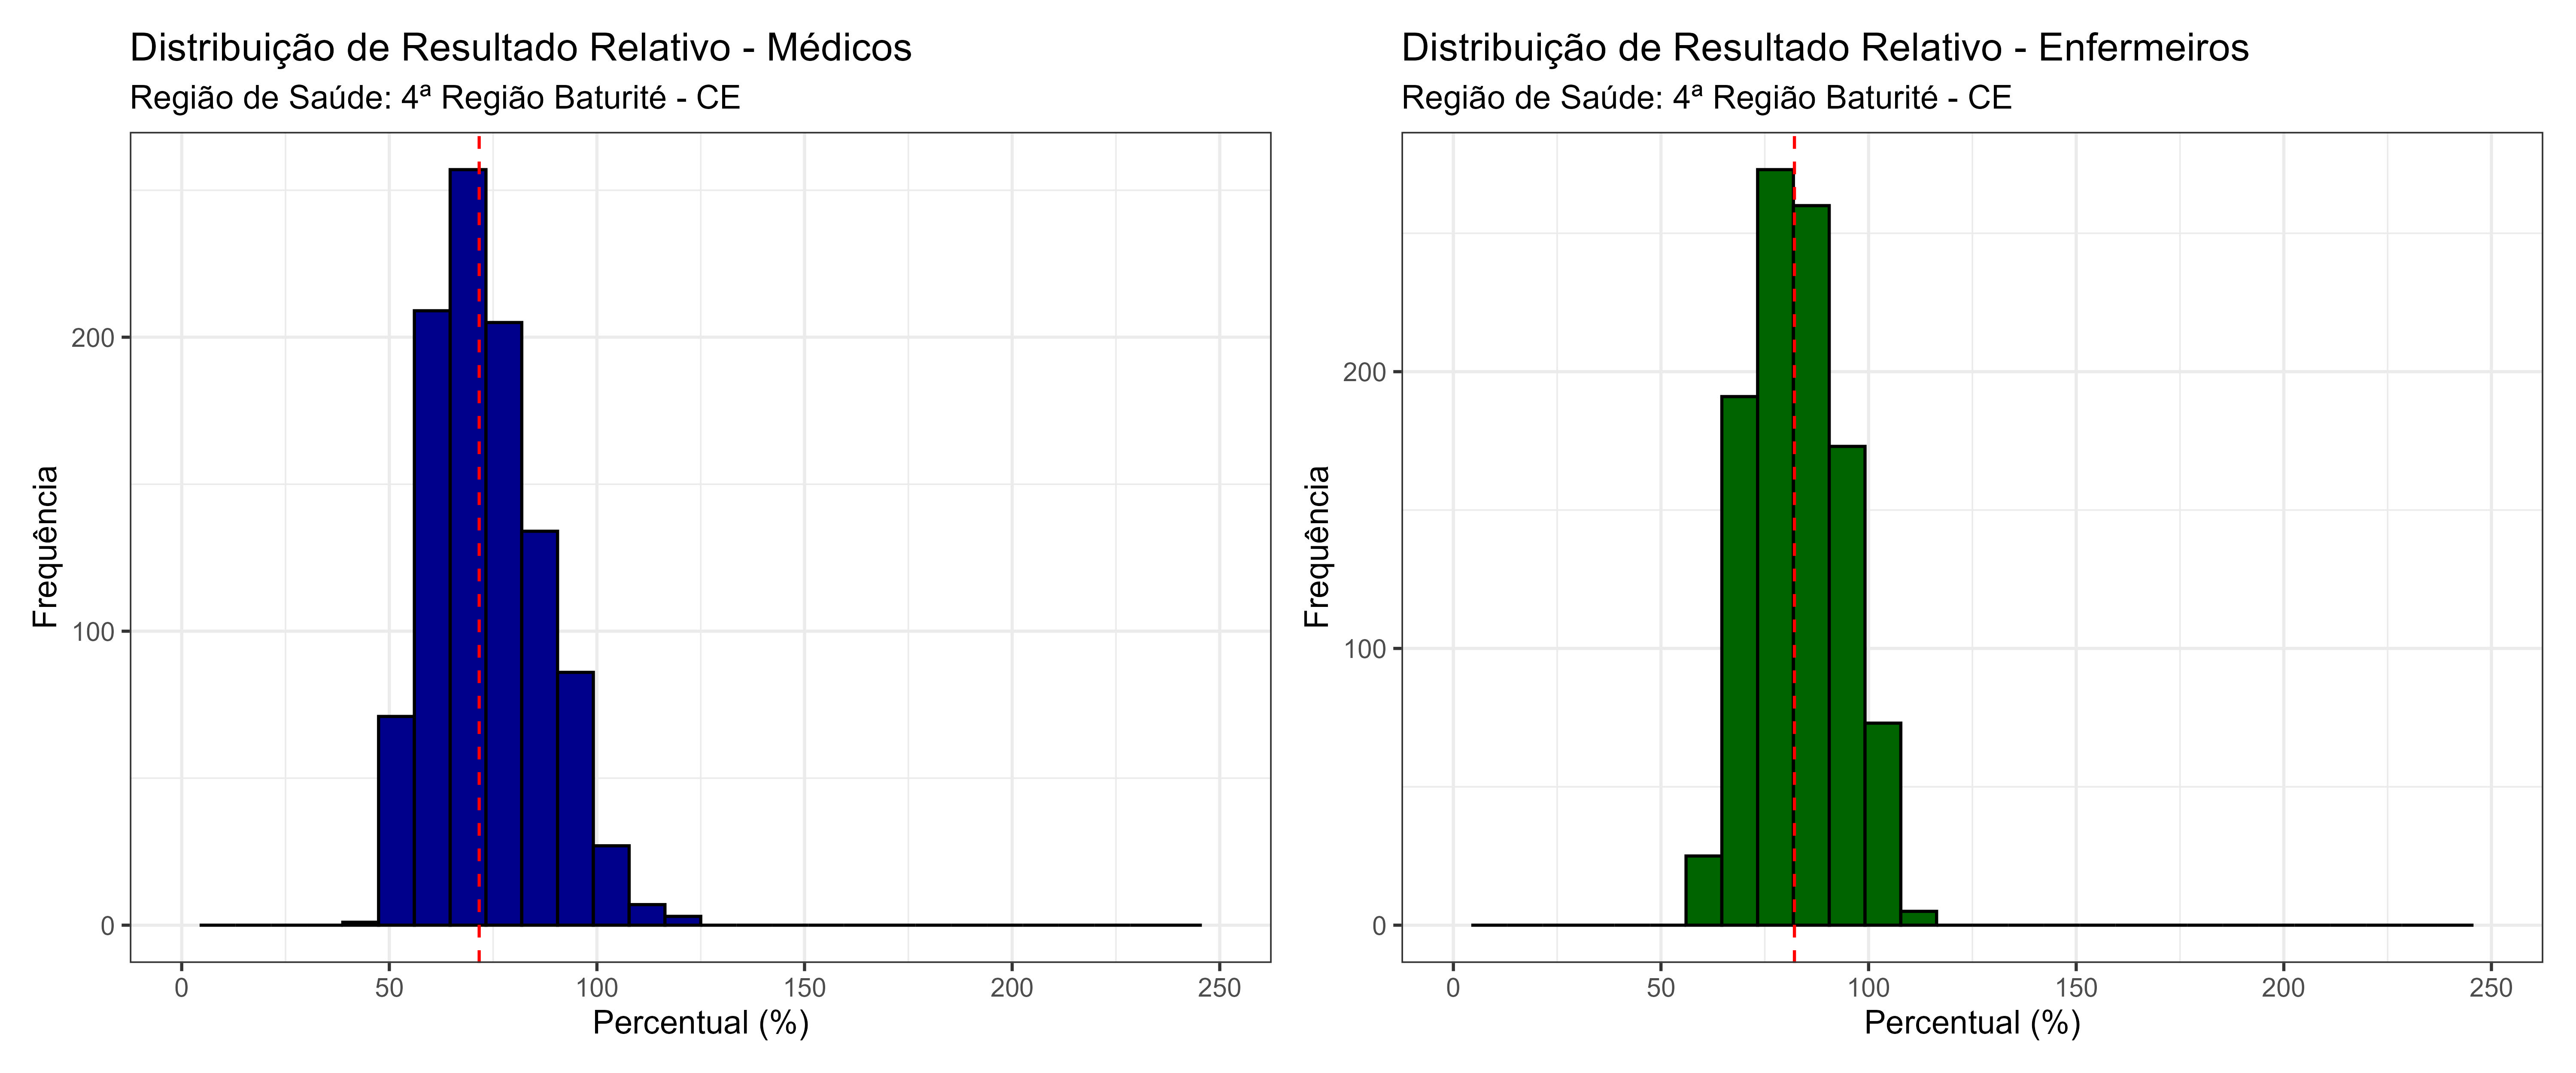 Distribuição de Resultado Relativo - Médicos
Região de Saúde: 4ª Região Baturité - CE
Frequência
200
100
0
0 50 100 150 200 250
Percentual (%)
Distribuição de Resultado Relativo - Enfermeiros
Região de Saúde: 4ª Região Baturité - CE
Frequência
200
100
0
0 50 100 150 200 250
Percentual (%)